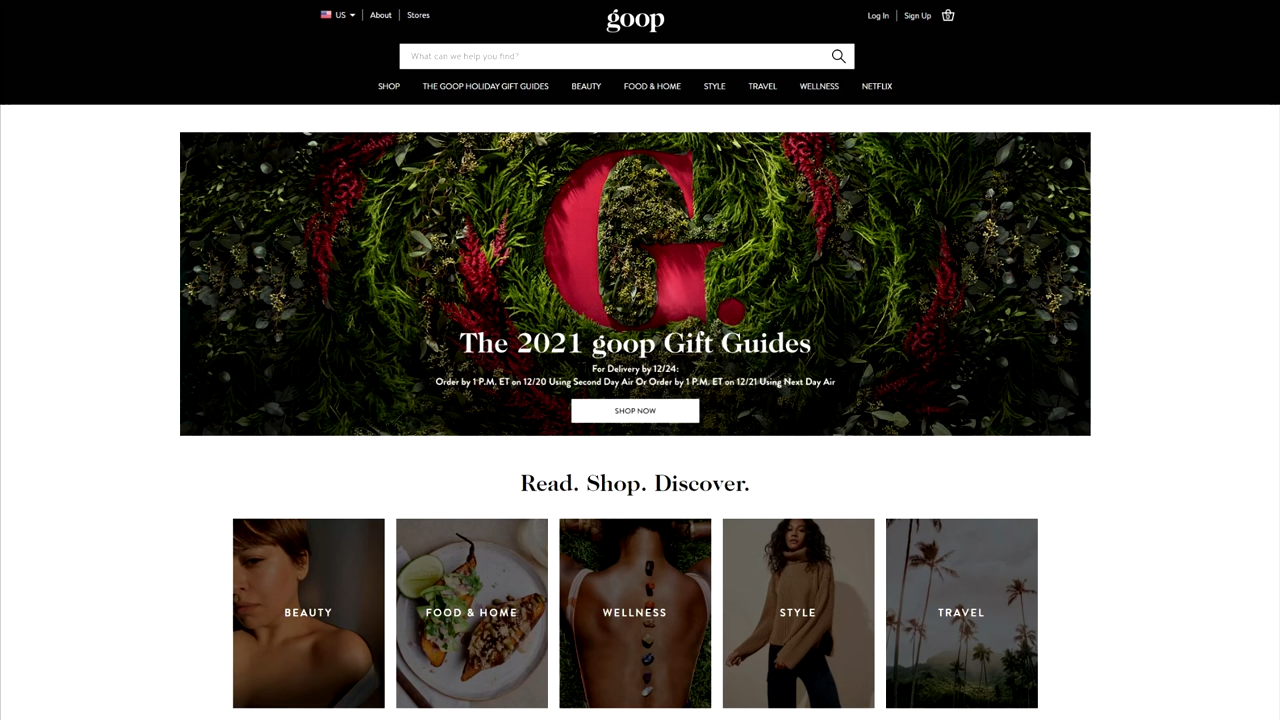 US
About
Stores
goop
Log In
Sign Up
0
What can we help you find?
SHOP
THE GOOP HOLIDAY GIFT GUIDES
BEAUTY
FOOD & HOME
STYLE
TRAVEL
WELLNESS
NETFLIX
G.
The 2021 goop Gift Guides
For Delivery by 12/24:
Order by 1 P.M. ET on 12/20 Using Second Day Air Or Order by 1 P.M. ET on 12/21 Using Next Day Air
SHOP NOW
Read. Shop. Discover.
BEAUTY
FOOD & HOME
WELLNESS
STYLE
TRAVEL